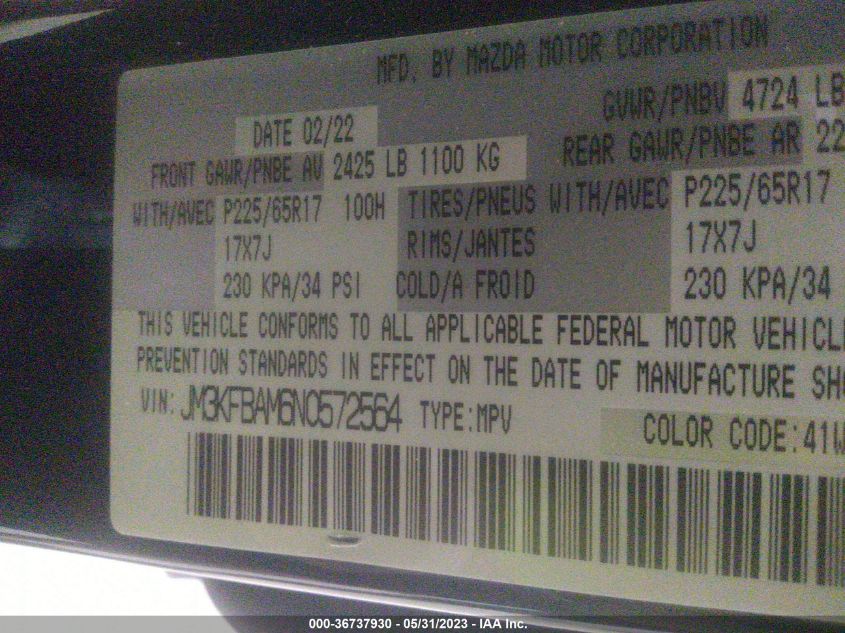 MFD. BY MAZDA MOTOR CORPORATION
DATE 02/22 GVWR/PNBV 4724 LB
FRONT GAWR/PNBE AV 2425 LB 1100 KG REAR GAWR/PNBE AR 22
WITH/AVEC P225/65R17 100H TIRES/PNEUS WITH/AVEC P225/65R17
17X7J RIMS/JANTES 17X7J
230 KPA/34 PSI COLD/A FROID 230 KPA/34
THIS VEHICLE CONFORMS TO ALL APPLICABLE FEDERAL MOTOR VEHICLE
PREVENTION STANDARDS IN EFFECT ON THE DATE OF MANUFACTURE SHO
VIN: JM3KFBAM6N0572564 TYPE:MPV COLOR CODE:41W
000-36737930 - 05/31/2023 - IAA Inc.